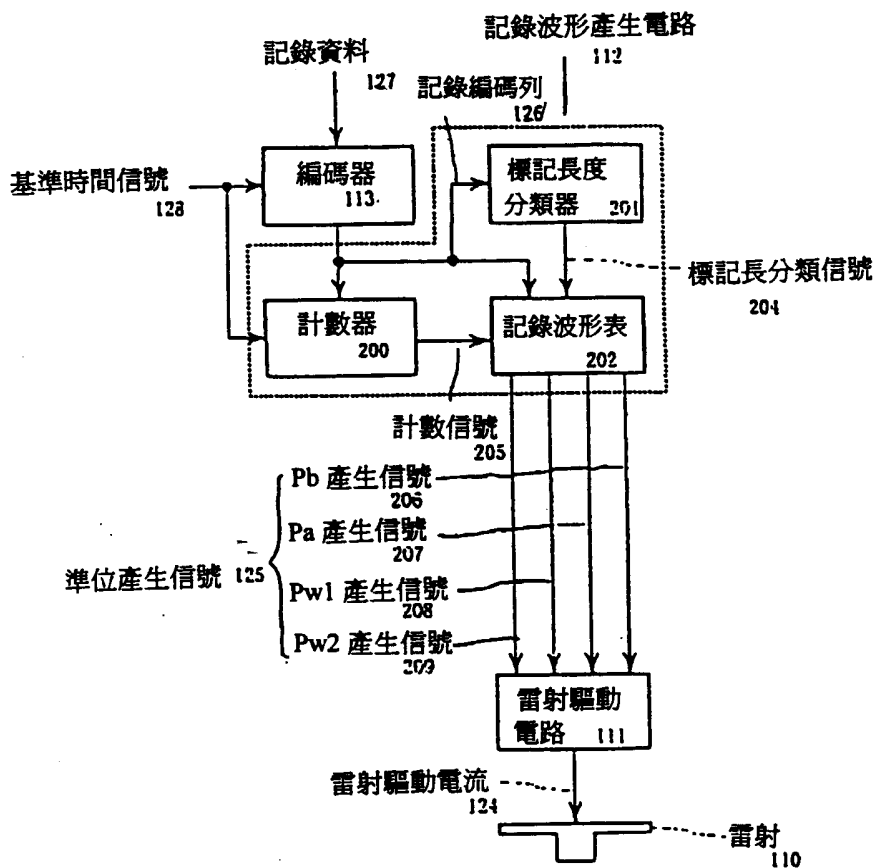 記錄波形產生電路
112
記錄資料
127
記錄編碼列
126
編碼器
113
標記長度
分類器 201
基準時間信號
128
標記長分類信號
204
計數器
200
記錄波形表
202
計數信號
205
Pb 產生信號
206
Pa 產生信號
207
準位產生信號 125
Pw1 產生信號
208
Pw2 產生信號
209
雷射驅動
電路 111
雷射驅動電流
124
雷射
110